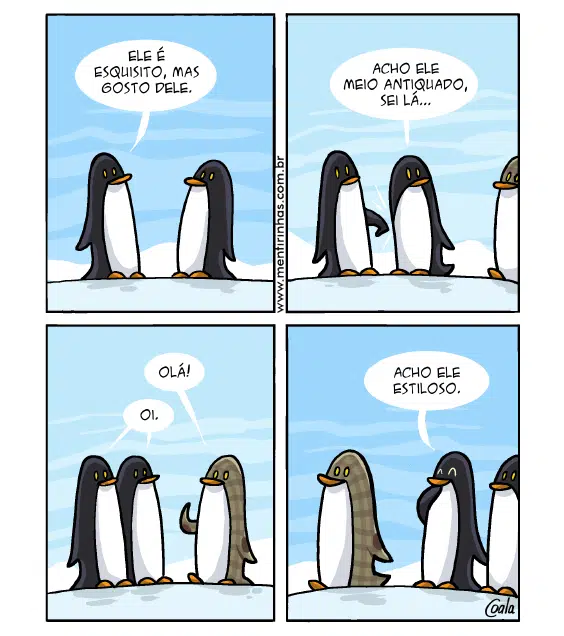 ELE É
ESQUISITO, MAS
GOSTO DELE.
ACHO ELE
MEIO ANTIQUADO,
SEI LÁ...
www.mentirinhas.com.br
OLÁ!
OI.
ACHO ELE
ESTILOSO.
Coala